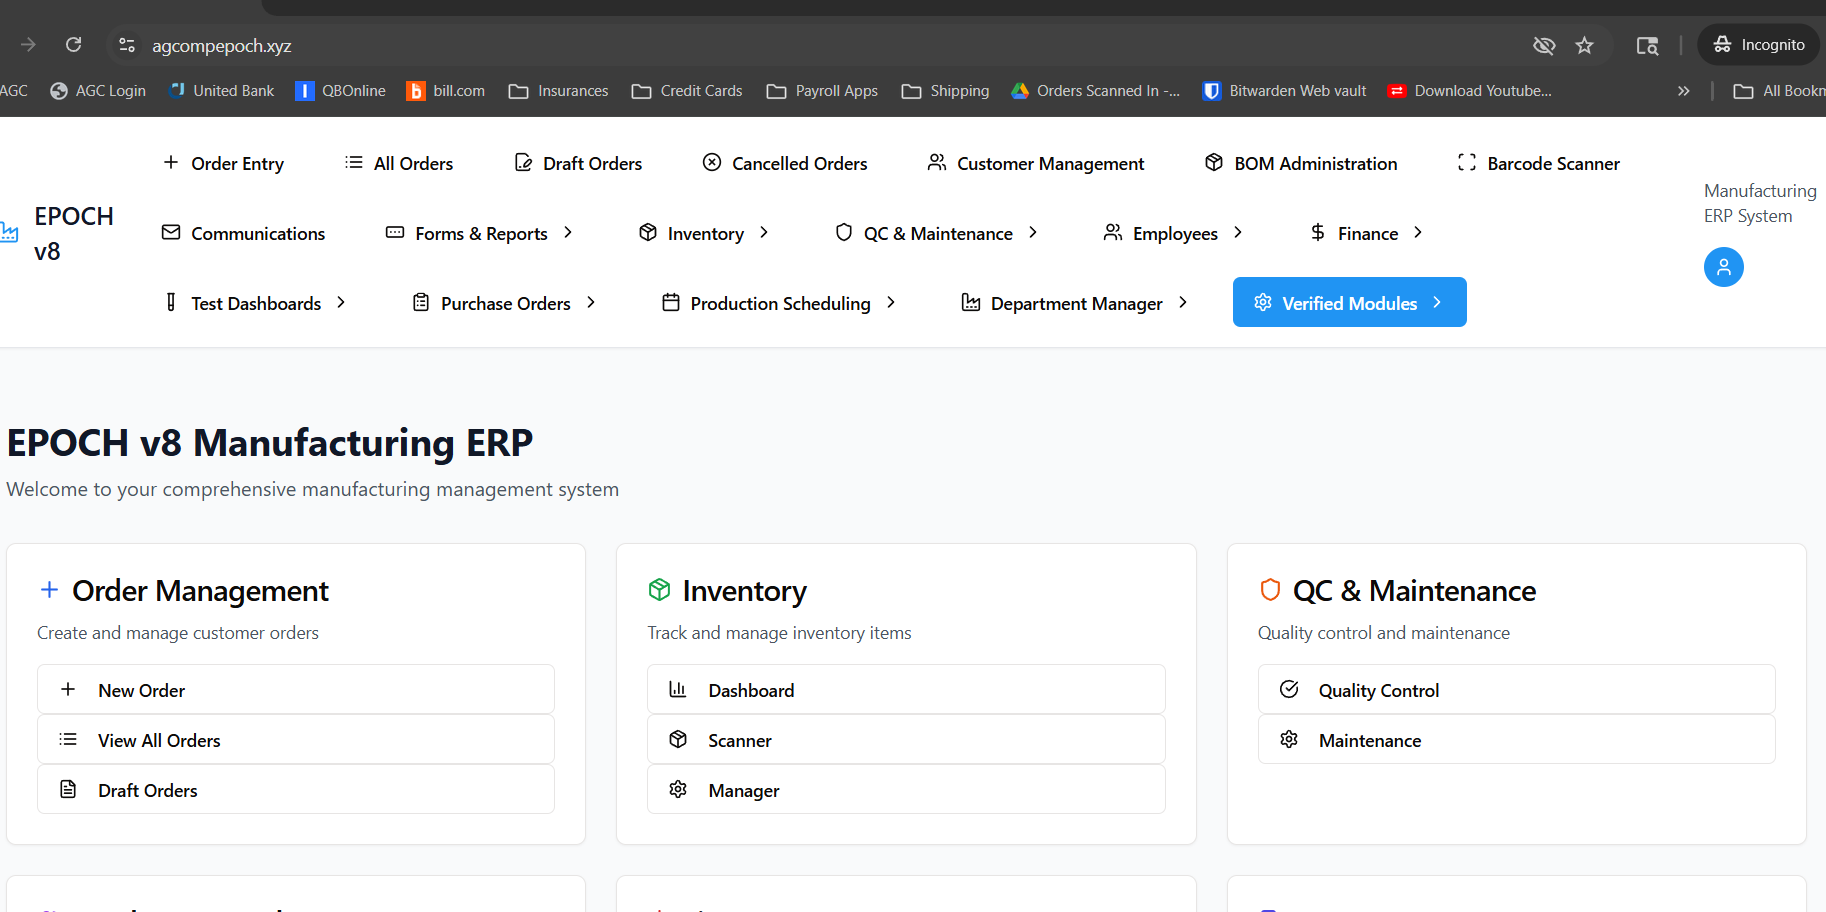 agcompepoch.xyz
Incognito
AGC
AGC Login
United Bank
QBOnline
bill.com
Insurances
Credit Cards
Payroll Apps
Shipping
Orders Scanned In -...
Bitwarden Web vault
Download Youtube...
All Bookm
EPOCH
v8
Order Entry
All Orders
Draft Orders
Cancelled Orders
Customer Management
BOM Administration
Barcode Scanner
Communications
Forms & Reports
Inventory
QC & Maintenance
Employees
Finance
Test Dashboards
Purchase Orders
Production Scheduling
Department Manager
Verified Modules
Manufacturing
ERP System
EPOCH v8 Manufacturing ERP
Welcome to your comprehensive manufacturing management system
Order Management
Create and manage customer orders
New Order
View All Orders
Draft Orders
Inventory
Track and manage inventory items
Dashboard
Scanner
Manager
QC & Maintenance
Quality control and maintenance
Quality Control
Maintenance